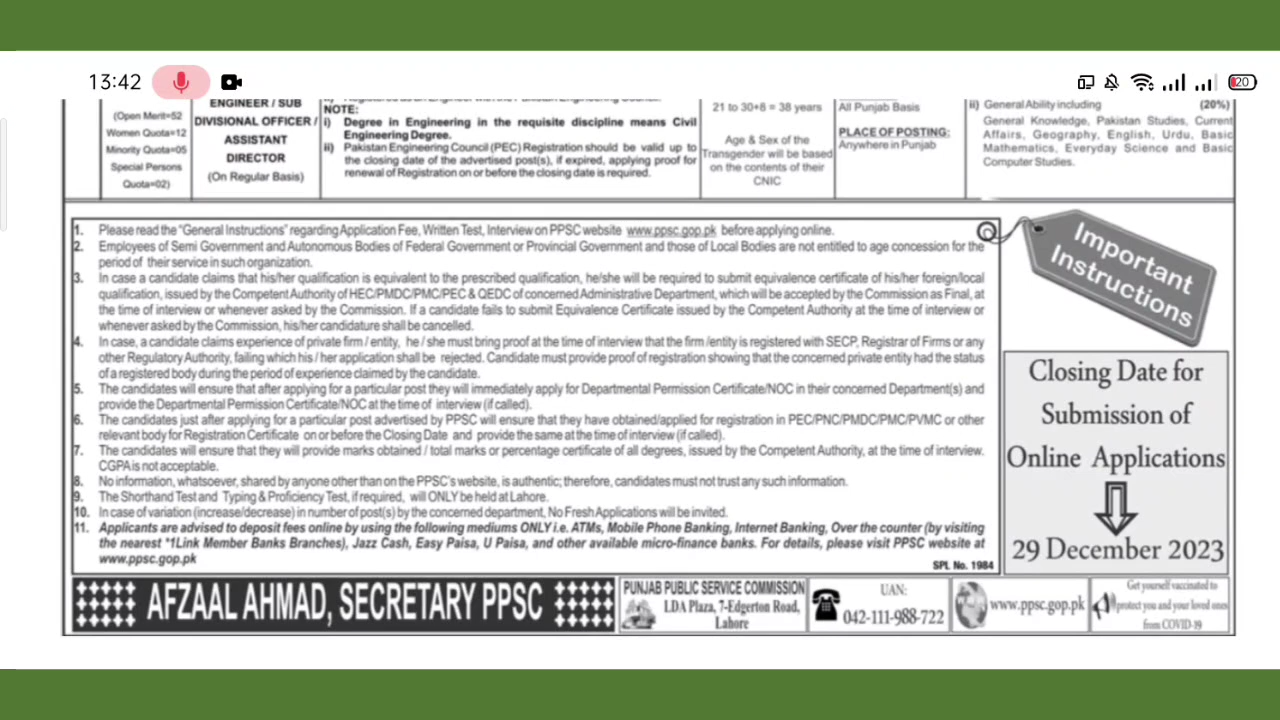 13:42
20
(Open Merit=52
Women Quota=12
Minority Quota=05
Special Persons
Quota=02)
ENGINEER / SUB
DIVISIONAL OFFICER /
ASSISTANT
DIRECTOR
(On Regular Basis)
NOTE:
i) Degree in Engineering in the requisite discipline means Civil
Engineering Degree.
ii) Pakistan Engineering Council (PEC) Registration should be valid up to
the closing date of the advertised post(s), if expired, applying proof for
renewal of Registration on or before the closing date is required.
21 to 30+8 = 38 years
Age & Sex of the
Transgender will be based
on the contents of their
CNIC
All Punjab Basis
PLACE OF POSTING:
Anywhere in Punjab
ii) General Ability including (20%)
General Knowledge, Pakistan Studies, Current
Affairs, Geography, English, Urdu, Basic
Mathematics, Everyday Science and Basic
Computer Studies.
1. Please read the "General Instructions" regarding Application Fee, Written Test, Interview on PPSC website www.ppsc.gop.pk before applying online.
2. Employees of Semi Government and Autonomous Bodies of Federal Government or Provincial Government and those of Local Bodies are not entitled to age concession for the
period of their service in such organization.
3. In case a candidate claims that his/her qualification is equivalent to the prescribed qualification, he/she will be required to submit equivalence certificate of his/her foreign/local
qualification, issued by the Competent Authority of HEC/PMDC/PMC/PEC & QEDC of concerned Administrative Department, which will be accepted by the Commission as Final, at
the time of interview or whenever asked by the Commission. If a candidate fails to submit Equivalence Certificate issued by the Competent Authority at the time of interview or
whenever asked by the Commission, his/her candidature shall be cancelled.
4. In case, a candidate claims experience of private firm / entity, he / she must bring proof at the time of interview that the firm /entity is registered with SECP, Registrar of Firms or any
other Regulatory Authority, failing which his / her application shall be rejected. Candidate must provide proof of registration showing that the concerned private entity had the status
of a registered body during the period of experience claimed by the candidate.
5. The candidates will ensure that after applying for a particular post they will immediately apply for Departmental Permission Certificate/NOC in their concerned Department(s) and
provide the Departmental Permission Certificate/NOC at the time of interview (if called).
6. The candidates just after applying for a particular post advertised by PPSC will ensure that they have obtained/applied for registration in PEC/PNC/PMDC/PMC/PVMC or other
relevant body for Registration Certificate on or before the Closing Date and provide the same at the time of interview (if called).
7. The candidates will ensure that they will provide marks obtained / total marks or percentage certificate of all degrees, issued by the Competent Authority, at the time of interview.
CGPA is not acceptable.
8. No information, whatsoever, shared by anyone other than on the PPSC's website, is authentic; therefore, candidates must not trust any such information.
9. The Shorthand Test and Typing & Proficiency Test, if required, will ONLY be held at Lahore.
10. In case of variation (increase/decrease) in number of post(s) by the concerned department, No Fresh Applications will be invited.
11. Applicants are advised to deposit fees online by using the following mediums ONLY i.e. ATMs, Mobile Phone Banking, Internet Banking, Over the counter (by visiting
the nearest *1Link Member Banks Branches), Jazz Cash, Easy Paisa, U Paisa, and other available micro-finance banks. For details, please visit PPSC website at
www.ppsc.gop.pk
SPL No. 1984
Important
Instructions
Closing Date for
Submission of
Online Applications
29 December 2023
AFZAAL AHMAD, SECRETARY PPSC
PUNJAB PUBLIC SERVICE COMMISSION
LDA Plaza, 7-Edgerton Road,
Lahore
UAN:
042-111-988-722
www.ppsc.gop.pk
Get yourself vaccinated to
protect you and your loved ones
from COVID-19